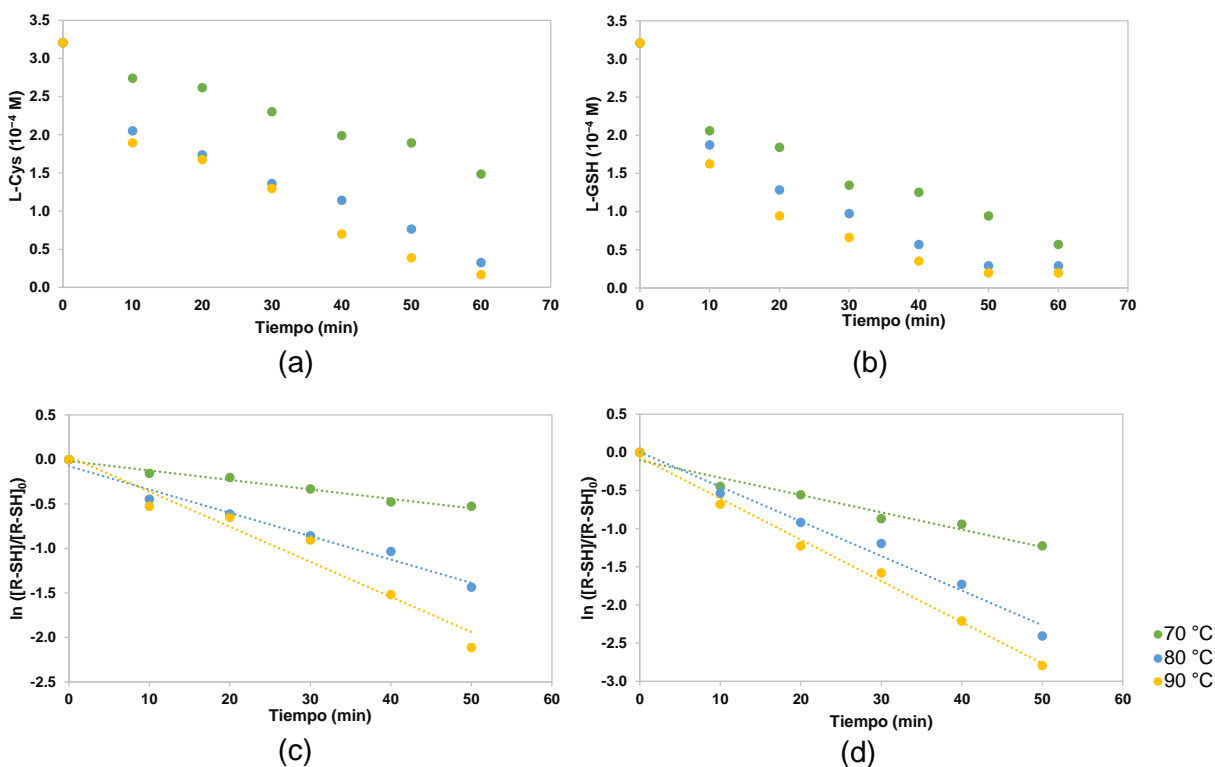 3.5
3.0
2.5
2.0
1.5
1.0
0.5
0.0
L-Cys (10⁻⁴ M)
0 10 20 30 40 50 60 70
Tiempo (min)
(a)
3.5
3.0
2.5
2.0
1.5
1.0
0.5
0.0
L-GSH (10⁻⁴ M)
0 10 20 30 40 50 60 70
Tiempo (min)
(b)
0.5
0.0
-0.5
-1.0
-1.5
-2.0
-2.5
ln ([R-SH]/[R-SH]₀)
0 10 20 30 40 50 60
Tiempo (min)
(c)
0.5
0.0
-0.5
-1.0
-1.5
-2.0
-2.5
-3.0
ln ([R-SH]/[R-SH]₀)
0 10 20 30 40 50 60
Tiempo (min)
(d)
70 °C
80 °C
90 °C